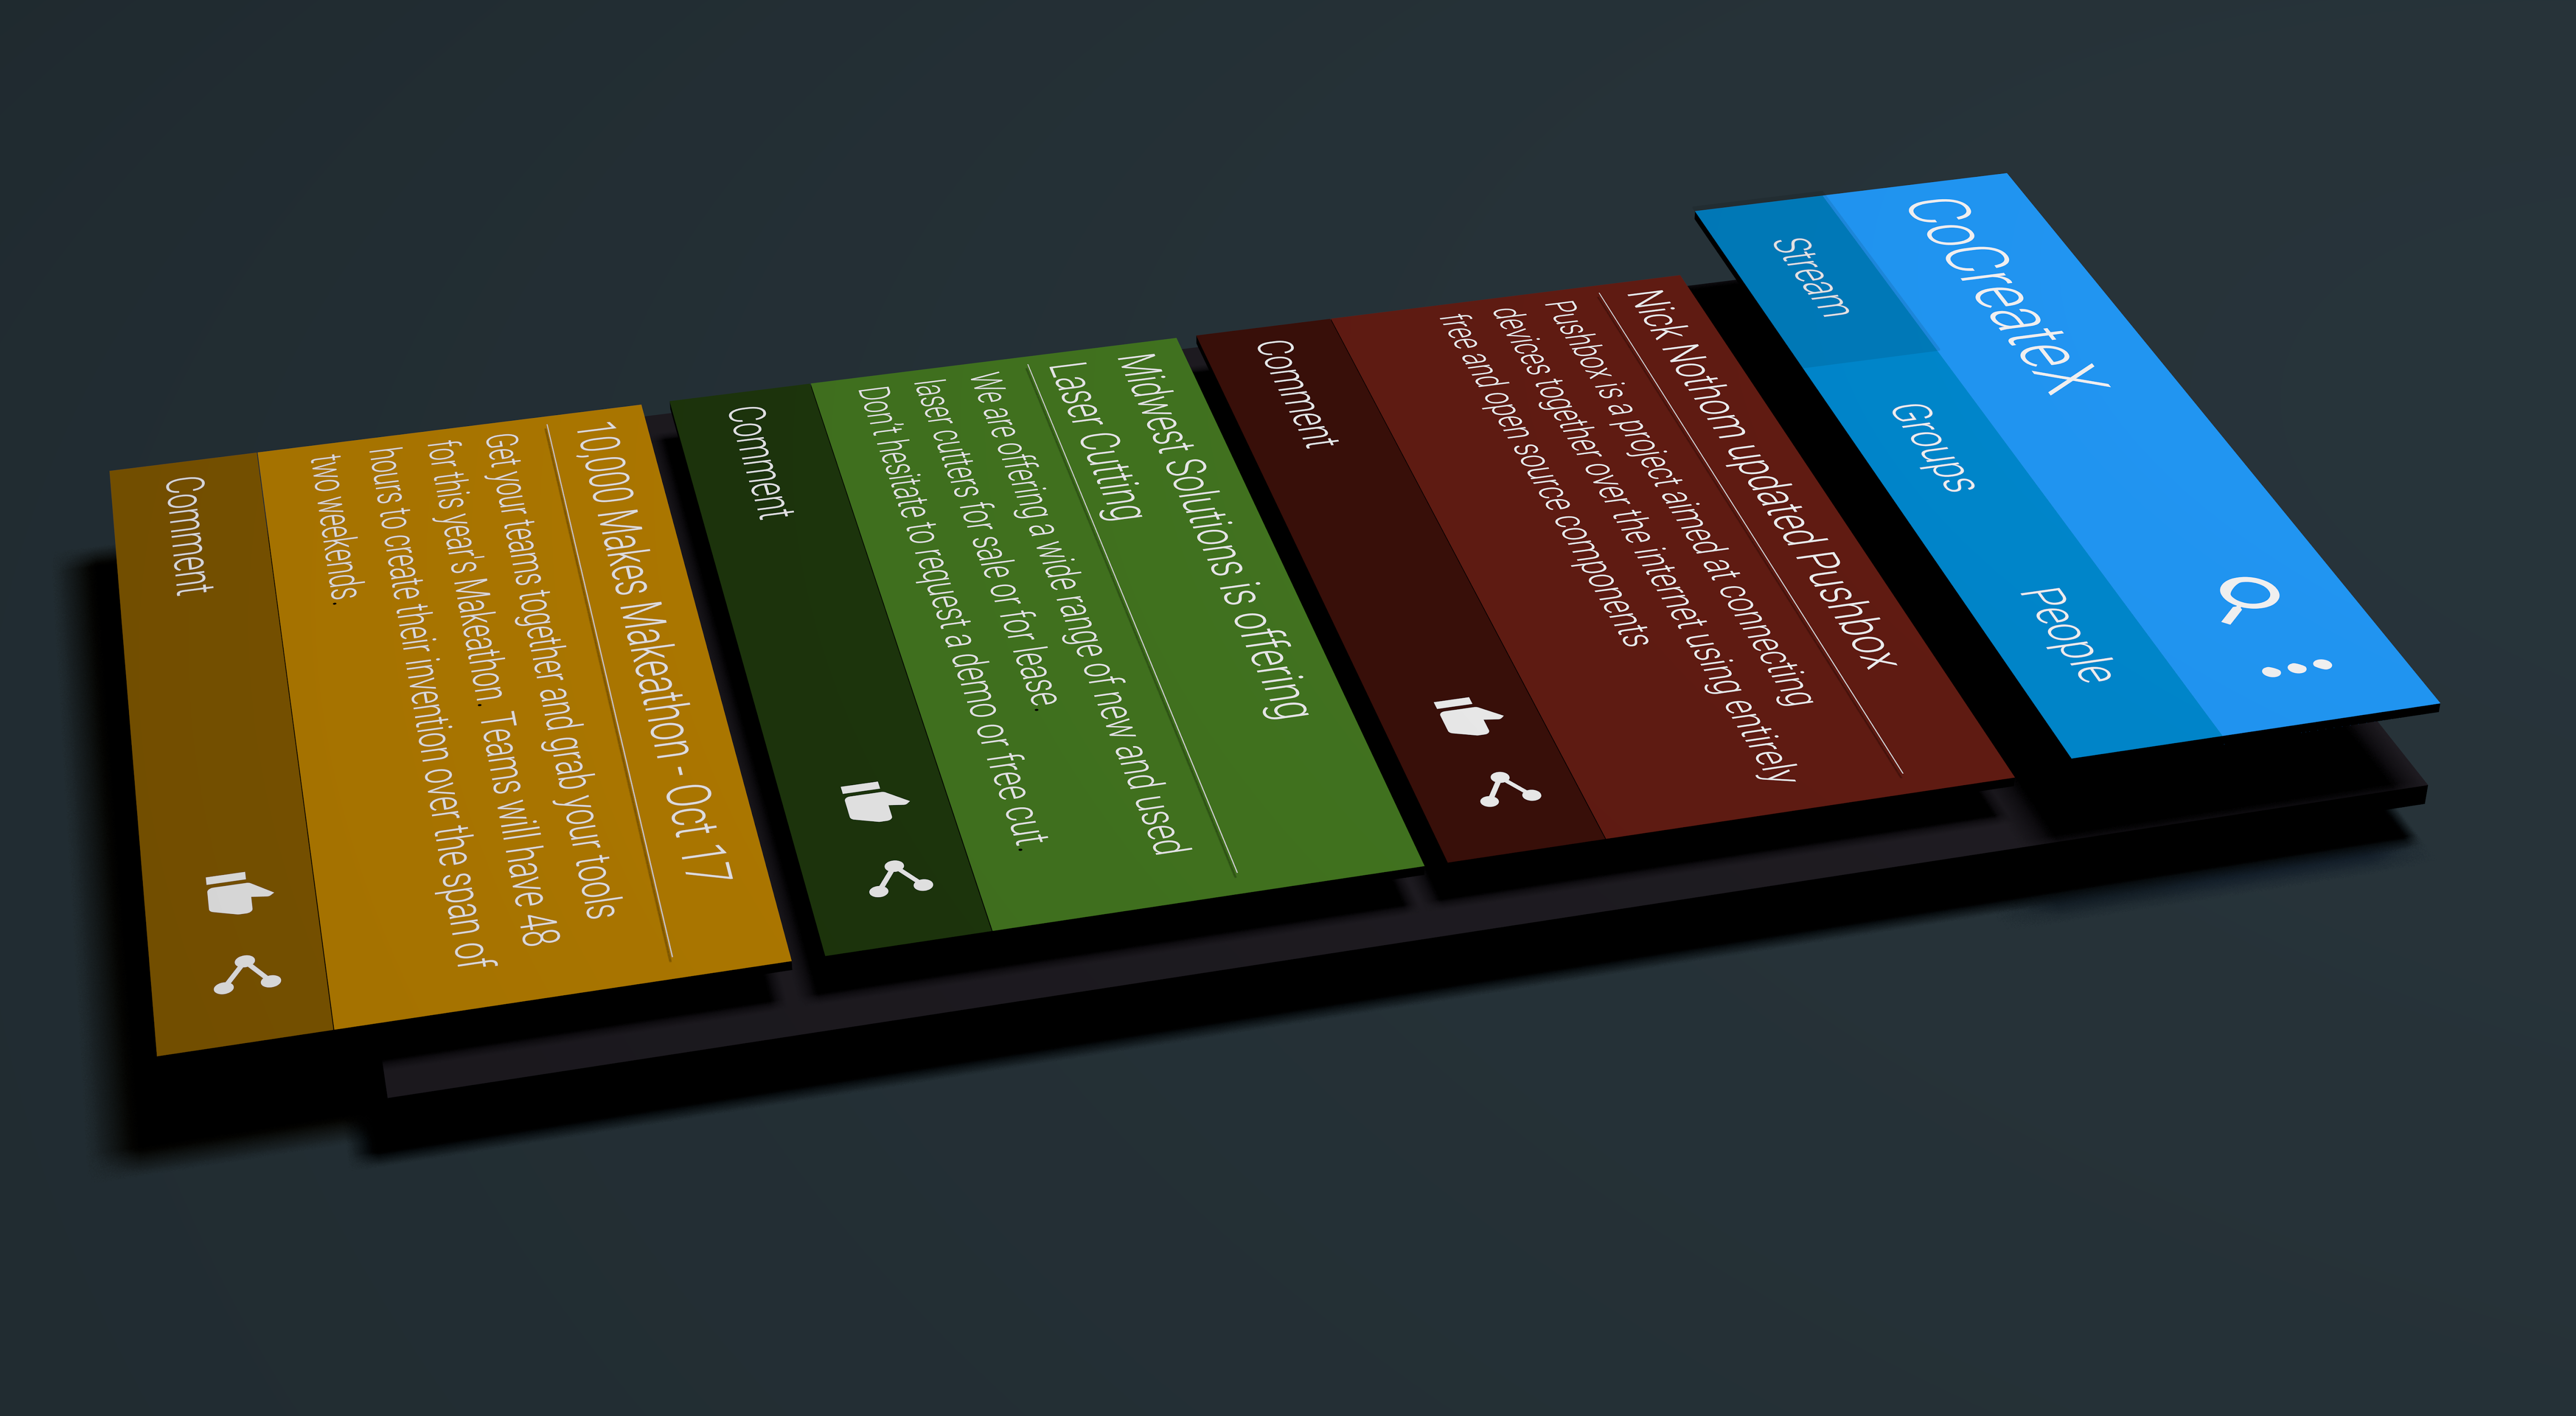 CoCreateX
Stream
Groups
People
Nick Nothom updated Pushbox
Pushbox is a project aimed at connecting
devices together over the internet using entirely
free and open source components
Comment
Midwest Solutions is offering
Laser Cutting
We are offering a wide range of new and used
laser cutters for sale or for lease.
Don't hesitate to request a demo or free cut.
Comment
10,000 Makes Makeathon - Oct 17
Get your teams together and grab your tools
for this year's Makeathon. Teams will have 48
hours to create their invention over the span of
two weekends.
Comment